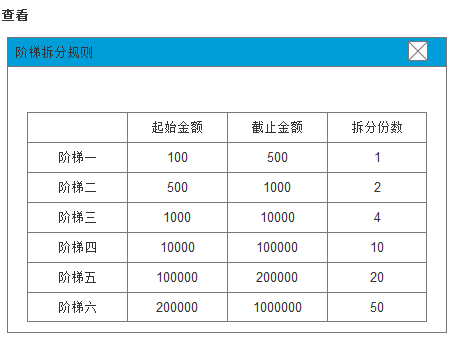 查看
阶梯拆分规则
起始金额 截止金额 拆分份数
阶梯一 100 500 1
阶梯二 500 1000 2
阶梯三 1000 10000 4
阶梯四 10000 100000 10
阶梯五 100000 200000 20
阶梯六 200000 1000000 50